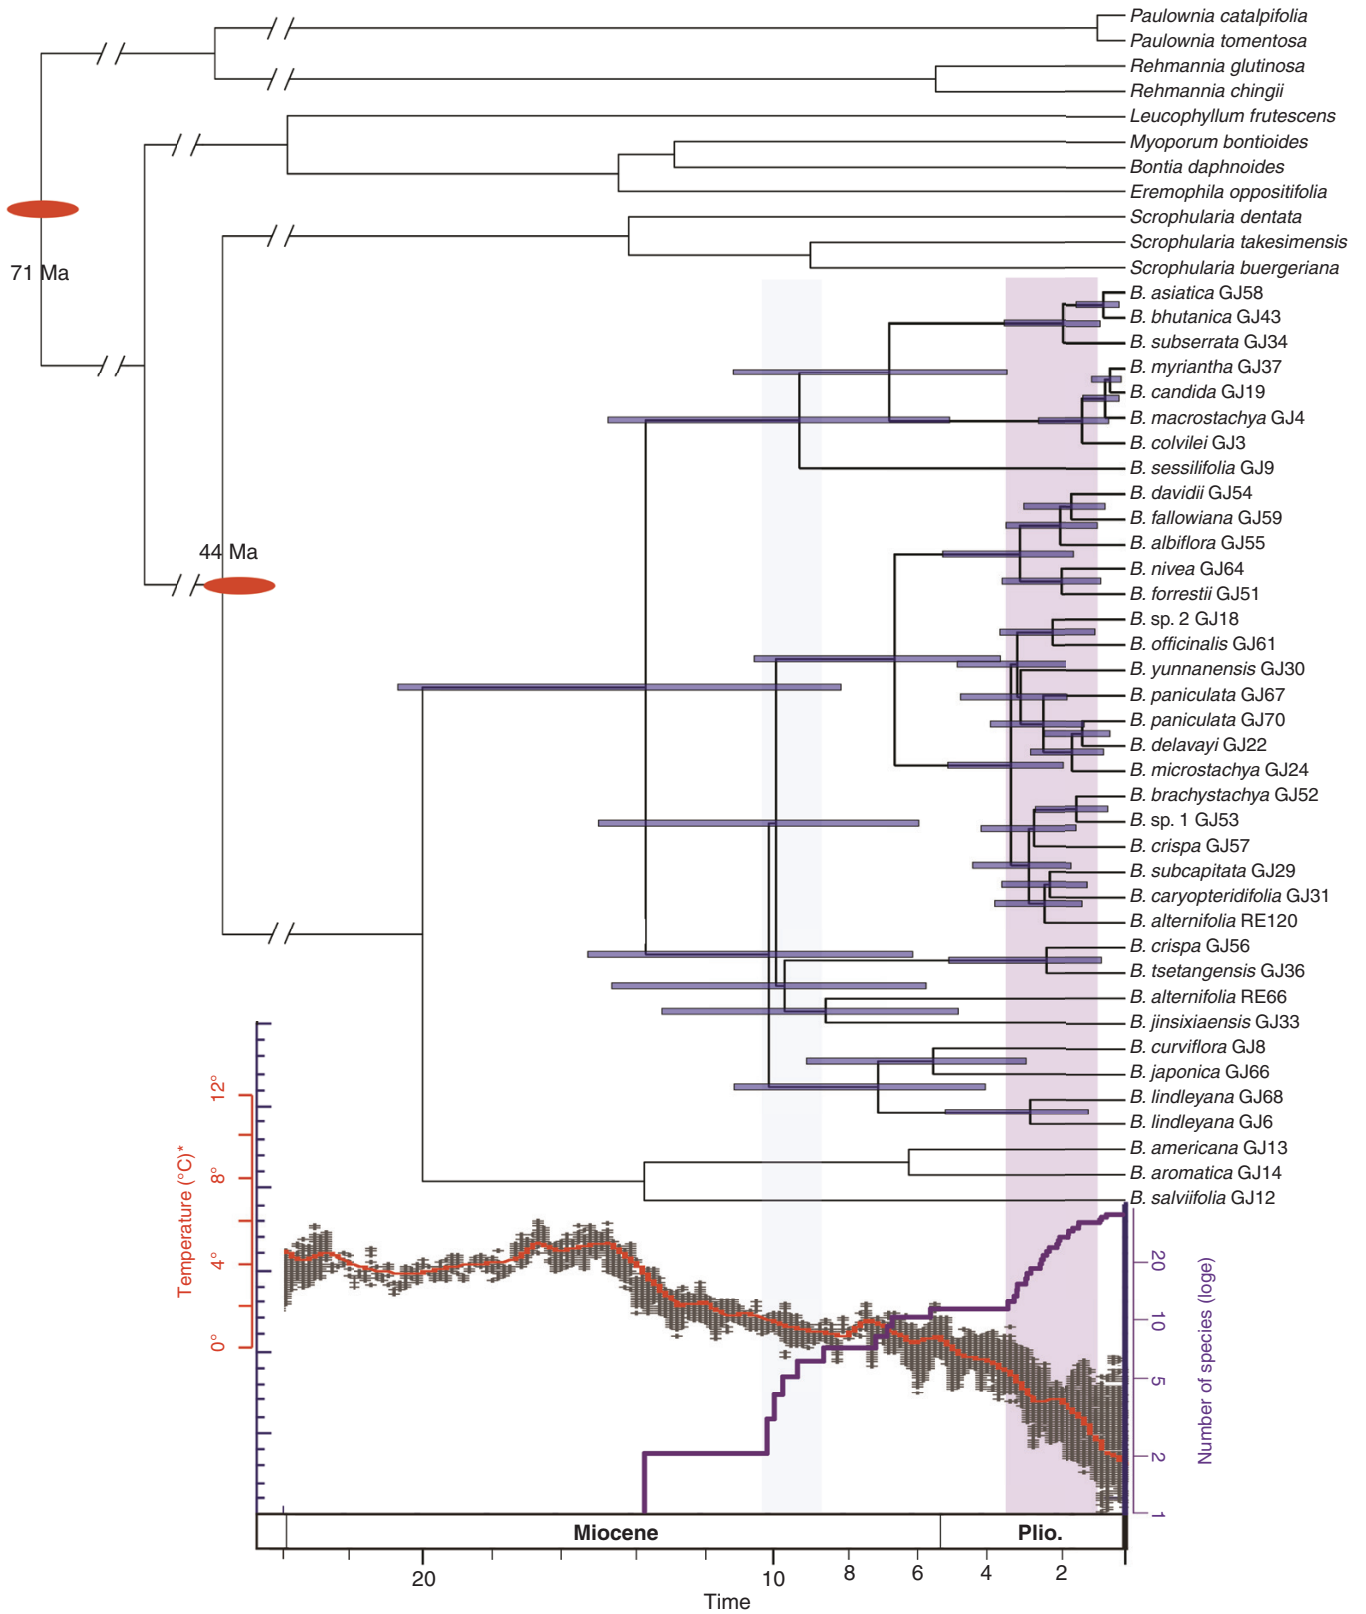 Paulownia catalpifolia
Paulownia tomentosa
Rehmannia glutinosa
Rehmannia chingii
Leucophyllum frutescens
Myoporum bontioides
Bontia daphnoides
Eremophila oppositifolia
Scrophularia dentata
Scrophularia takesimensis
Scrophularia buergeriana
71 Ma
B. asiatica GJ58
B. bhutanica GJ43
B. subserrata GJ34
B. myriantha GJ37
B. candida GJ19
B. macrostachya GJ4
B. colvilei GJ3
B. sessilifolia GJ9
B. davidii GJ54
B. fallowiana GJ59
B. albiflora GJ55
44 Ma
B. nivea GJ64
B. forrestii GJ51
B. sp. 2 GJ18
B. officinalis GJ61
B. yunnanensis GJ30
B. paniculata GJ67
B. paniculata GJ70
B. delavayi GJ22
B. microstachya GJ24
B. brachystachya GJ52
B. sp. 1 GJ53
B. crispa GJ57
B. subcapitata GJ29
B. caryopteridifolia GJ31
B. alternifolia RE120
B. crispa GJ56
B. tsetangensis GJ36
B. alternifolia RE66
B. jinsixiaensis GJ33
B. curviflora GJ8
B. japonica GJ66
B. lindleyana GJ68
B. lindleyana GJ6
B. americana GJ13
B. aromatica GJ14
B. salviifolia GJ12
Temperature (°C)*
12°
8°
4°
0°
20
10
5
2
1
Number of species (loge)
Miocene
Plio.
20
10
8
6
4
2
Time